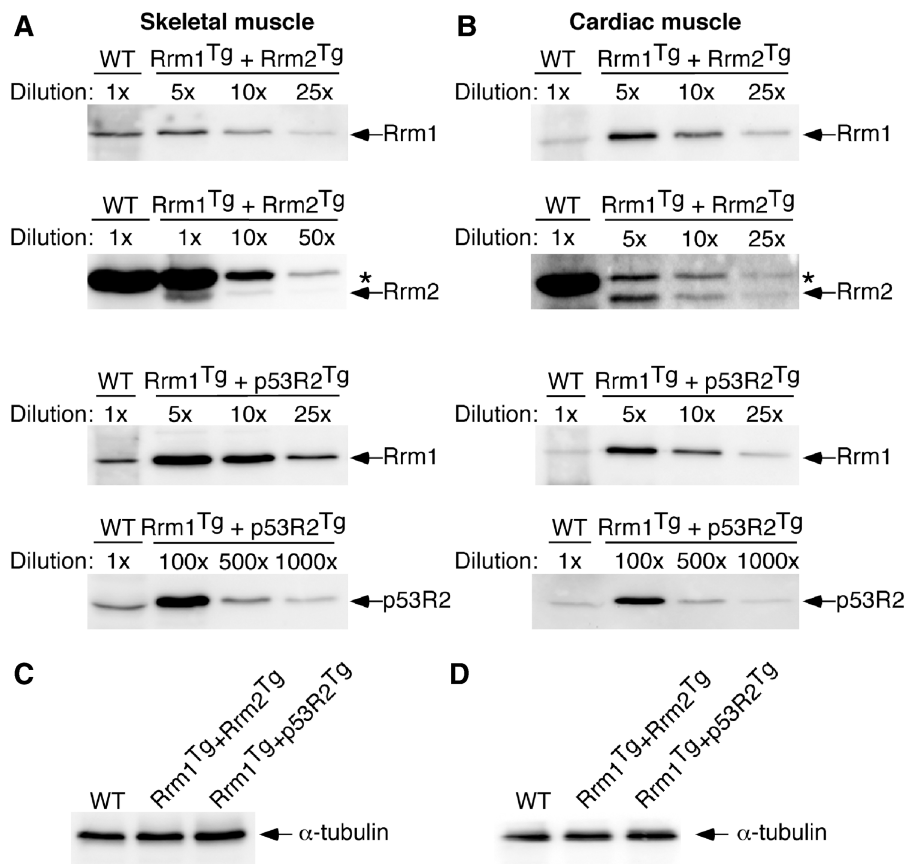 A Skeletal muscle
WT Rrm1Tg + Rrm2Tg
Dilution: 1x 5x 10x 25x
Rrm1
WT Rrm1Tg + Rrm2Tg
Dilution: 1x 1x 10x 50x
*
Rrm2
WT Rrm1Tg + p53R2Tg
Dilution: 1x 5x 10x 25x
Rrm1
WT Rrm1Tg + p53R2Tg
Dilution: 1x 100x 500x 1000x
p53R2
B Cardiac muscle
WT Rrm1Tg + Rrm2Tg
Dilution: 1x 5x 10x 25x
Rrm1
WT Rrm1Tg + Rrm2Tg
Dilution: 1x 5x 10x 25x
*
Rrm2
WT Rrm1Tg + p53R2Tg
Dilution: 1x 5x 10x 25x
Rrm1
WT Rrm1Tg + p53R2Tg
Dilution: 1x 100x 500x 1000x
p53R2
C
WT
Rrm1Tg+Rrm2Tg
Rrm1Tg+p53R2Tg
α-tubulin
D
WT
Rrm1Tg+Rrm2Tg
Rrm1Tg+p53R2Tg
α-tubulin